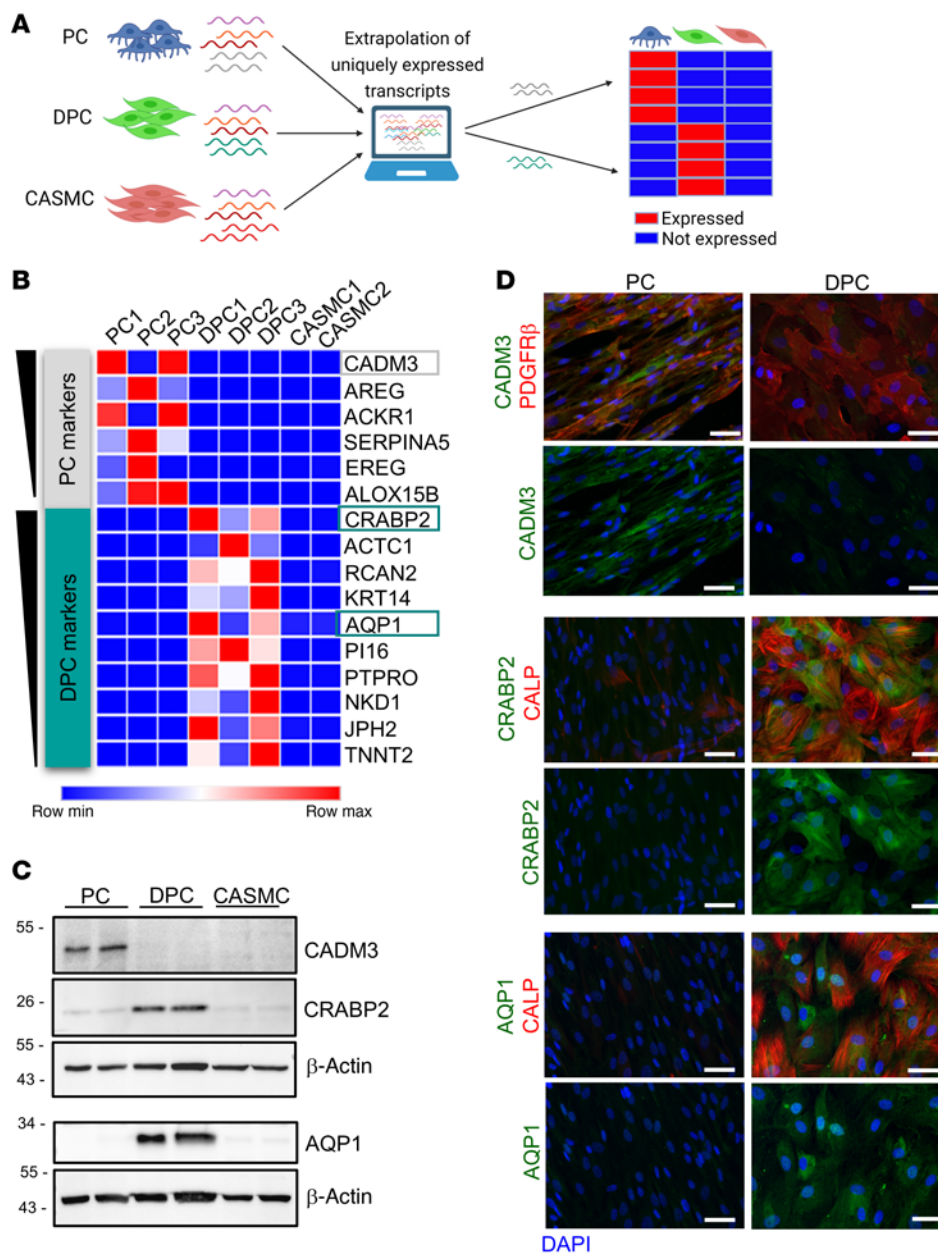 A
PC
DPC
CASMC
Extrapolation of
uniquely expressed
transcripts
Expressed
Not expressed
B
PC1
PC2
PC3
DPC1
DPC2
DPC3
CASMC1
CASMC2
PC markers
DPC markers
CADM3
AREG
ACKR1
SERPINA5
EREG
ALOX15B
CRABP2
ACTC1
RCAN2
KRT14
AQP1
PI16
PTPRO
NKD1
JPH2
TNNT2
Row min
Row max
C
PC DPC CASMC
55 -
CADM3
26 -
CRABP2
55 -
43 -
β-Actin
34 -
AQP1
55 -
43 -
β-Actin
D
PC DPC
CADM3
PDGFRβ
CADM3
CRABP2
CALP
CRABP2
AQP1
CALP
AQP1
DAPI